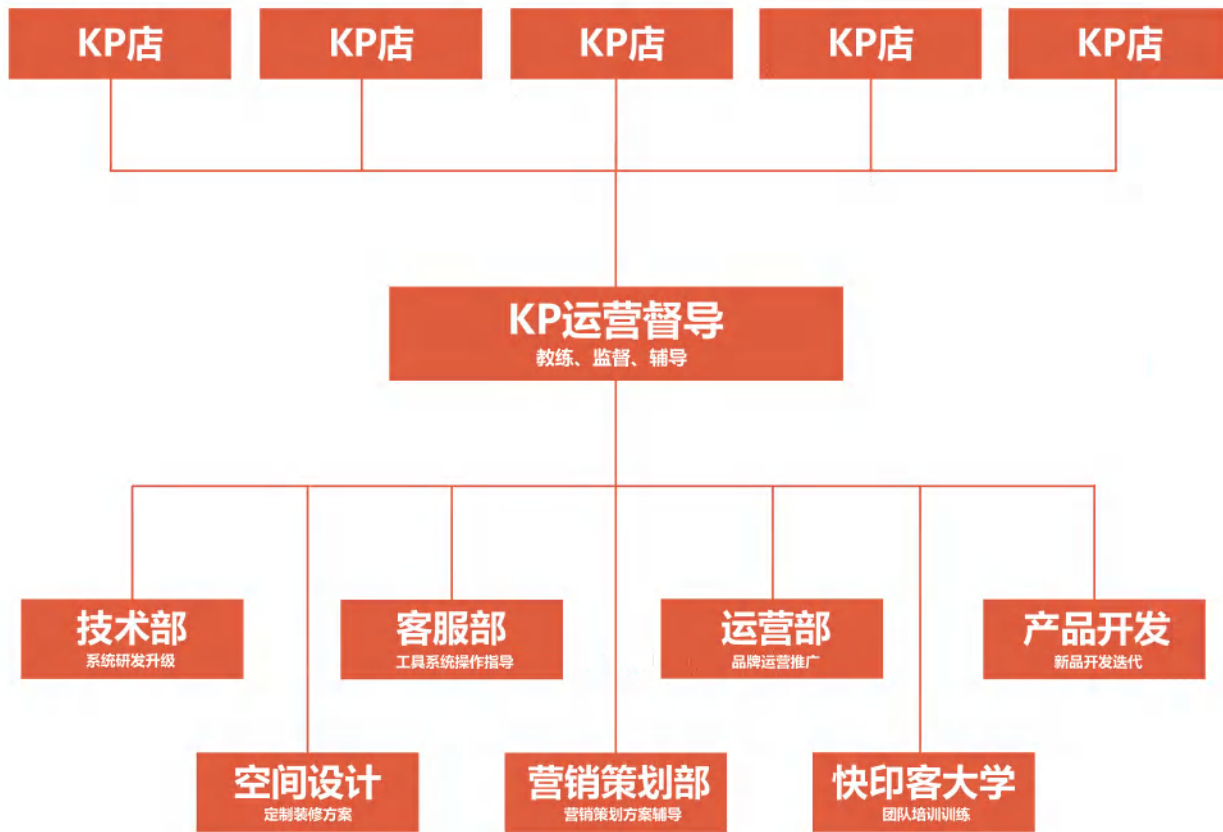 KP店
KP店
KP店
KP店
KP店
KP运营督导
教练、监督、辅导
技术部
系统研发升级
客服部
工具系统操作指导
运营部
品牌运营推广
产品开发
新品开发迭代
空间设计
定制装修方案
营销策划部
营销策划方案辅导
快印客大学
团队培训训练